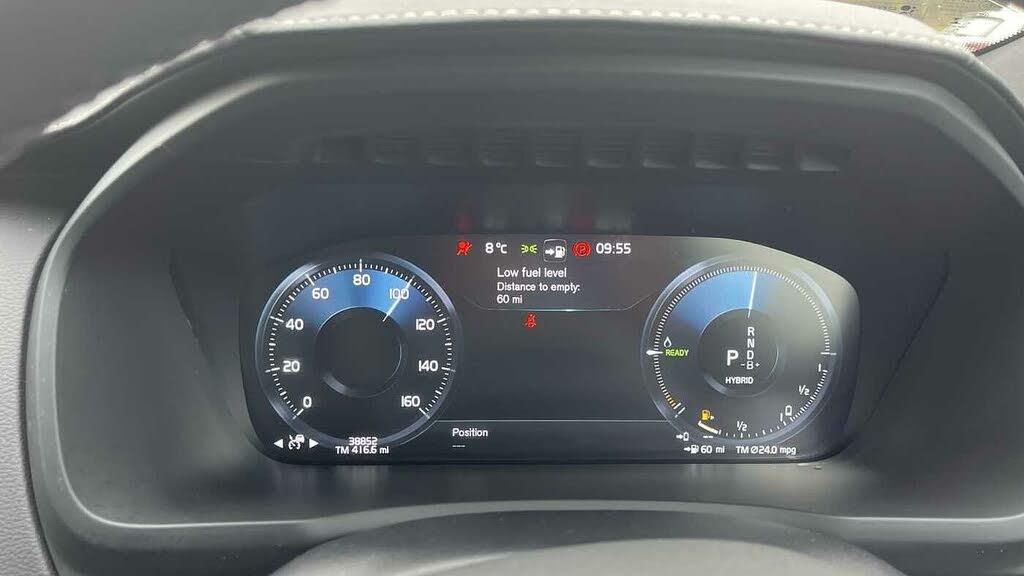 8°C
09:55
Low fuel level
Distance to empty:
60 mi
0
20
40
60
80
100
120
140
160
38852
TM 416.6 mi
Position
----
READY
P
R
N
D
-B+
HYBRID
1
1/2
0
1/2
→0
→60 mi
TM Ø24.0 mpg